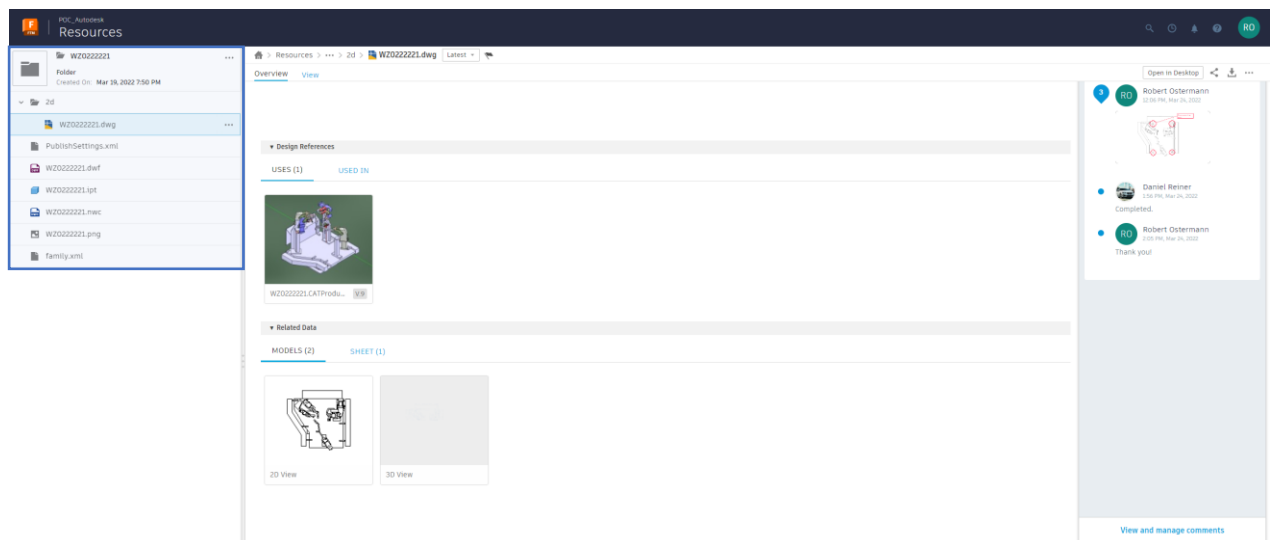 POC_Autodesk
Resources
RO
WZ0222221
Folder
Created On: Mar 19, 2022 7:50 PM
2d
WZ0222221.dwg
PublishSettings.xml
WZ0222221.dwf
WZ0222221.ipt
WZ0222221.nwc
WZ0222221.png
family.xml
> Resources > ··· > 2d > WZ0222221.dwg Latest
Overview View
Open in Desktop
Design References
USES (1) USED IN
WZ0222221.CATProdu... V8
Related Data
MODELS (2) SHEET (1)
2D View 3D View
3
RO
Robert Ostermann
12:06 PM, Mar 24, 2022
Daniel Reiner
1:56 PM, Mar 24, 2022
Completed.
RO
Robert Ostermann
2:05 PM, Mar 24, 2022
Thank you!
View and manage comments